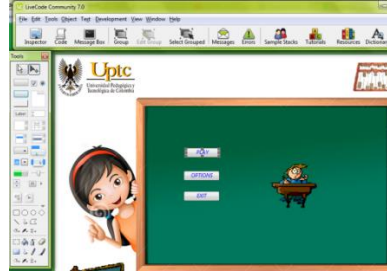 LiveCode Community 7.0
File Edit Tools Object Text Development View Window Help
Inspector Code Message Box Group Edit Group Select Grouped Messages Errors Sample Stacks Tutorials Resources Dictionar
Tools
Uptc
Universidad Pedagógica y
Tecnológica de Colombia
Label:
PLAY
OPTIONS
EXIT